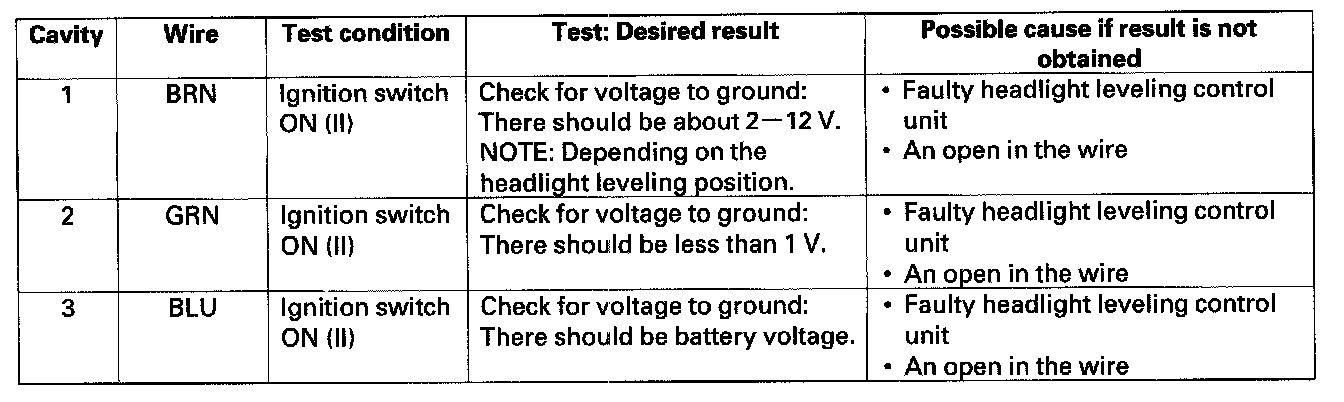 Cavity Wire Test condition Test: Desired result Possible cause if result is not
obtained
1 BRN Ignition switch Check for voltage to ground: • Faulty headlight leveling control
ON (II) There should be about 2—12 V. unit
NOTE: Depending on the • An open in the wire
headlight leveling position.
2 GRN Ignition switch Check for voltage to ground: • Faulty headlight leveling control
ON (II) There should be less than 1 V. unit
• An open in the wire
3 BLU Ignition switch Check for voltage to ground: • Faulty headlight leveling control
ON (II) There should be battery voltage. unit
• An open in the wire